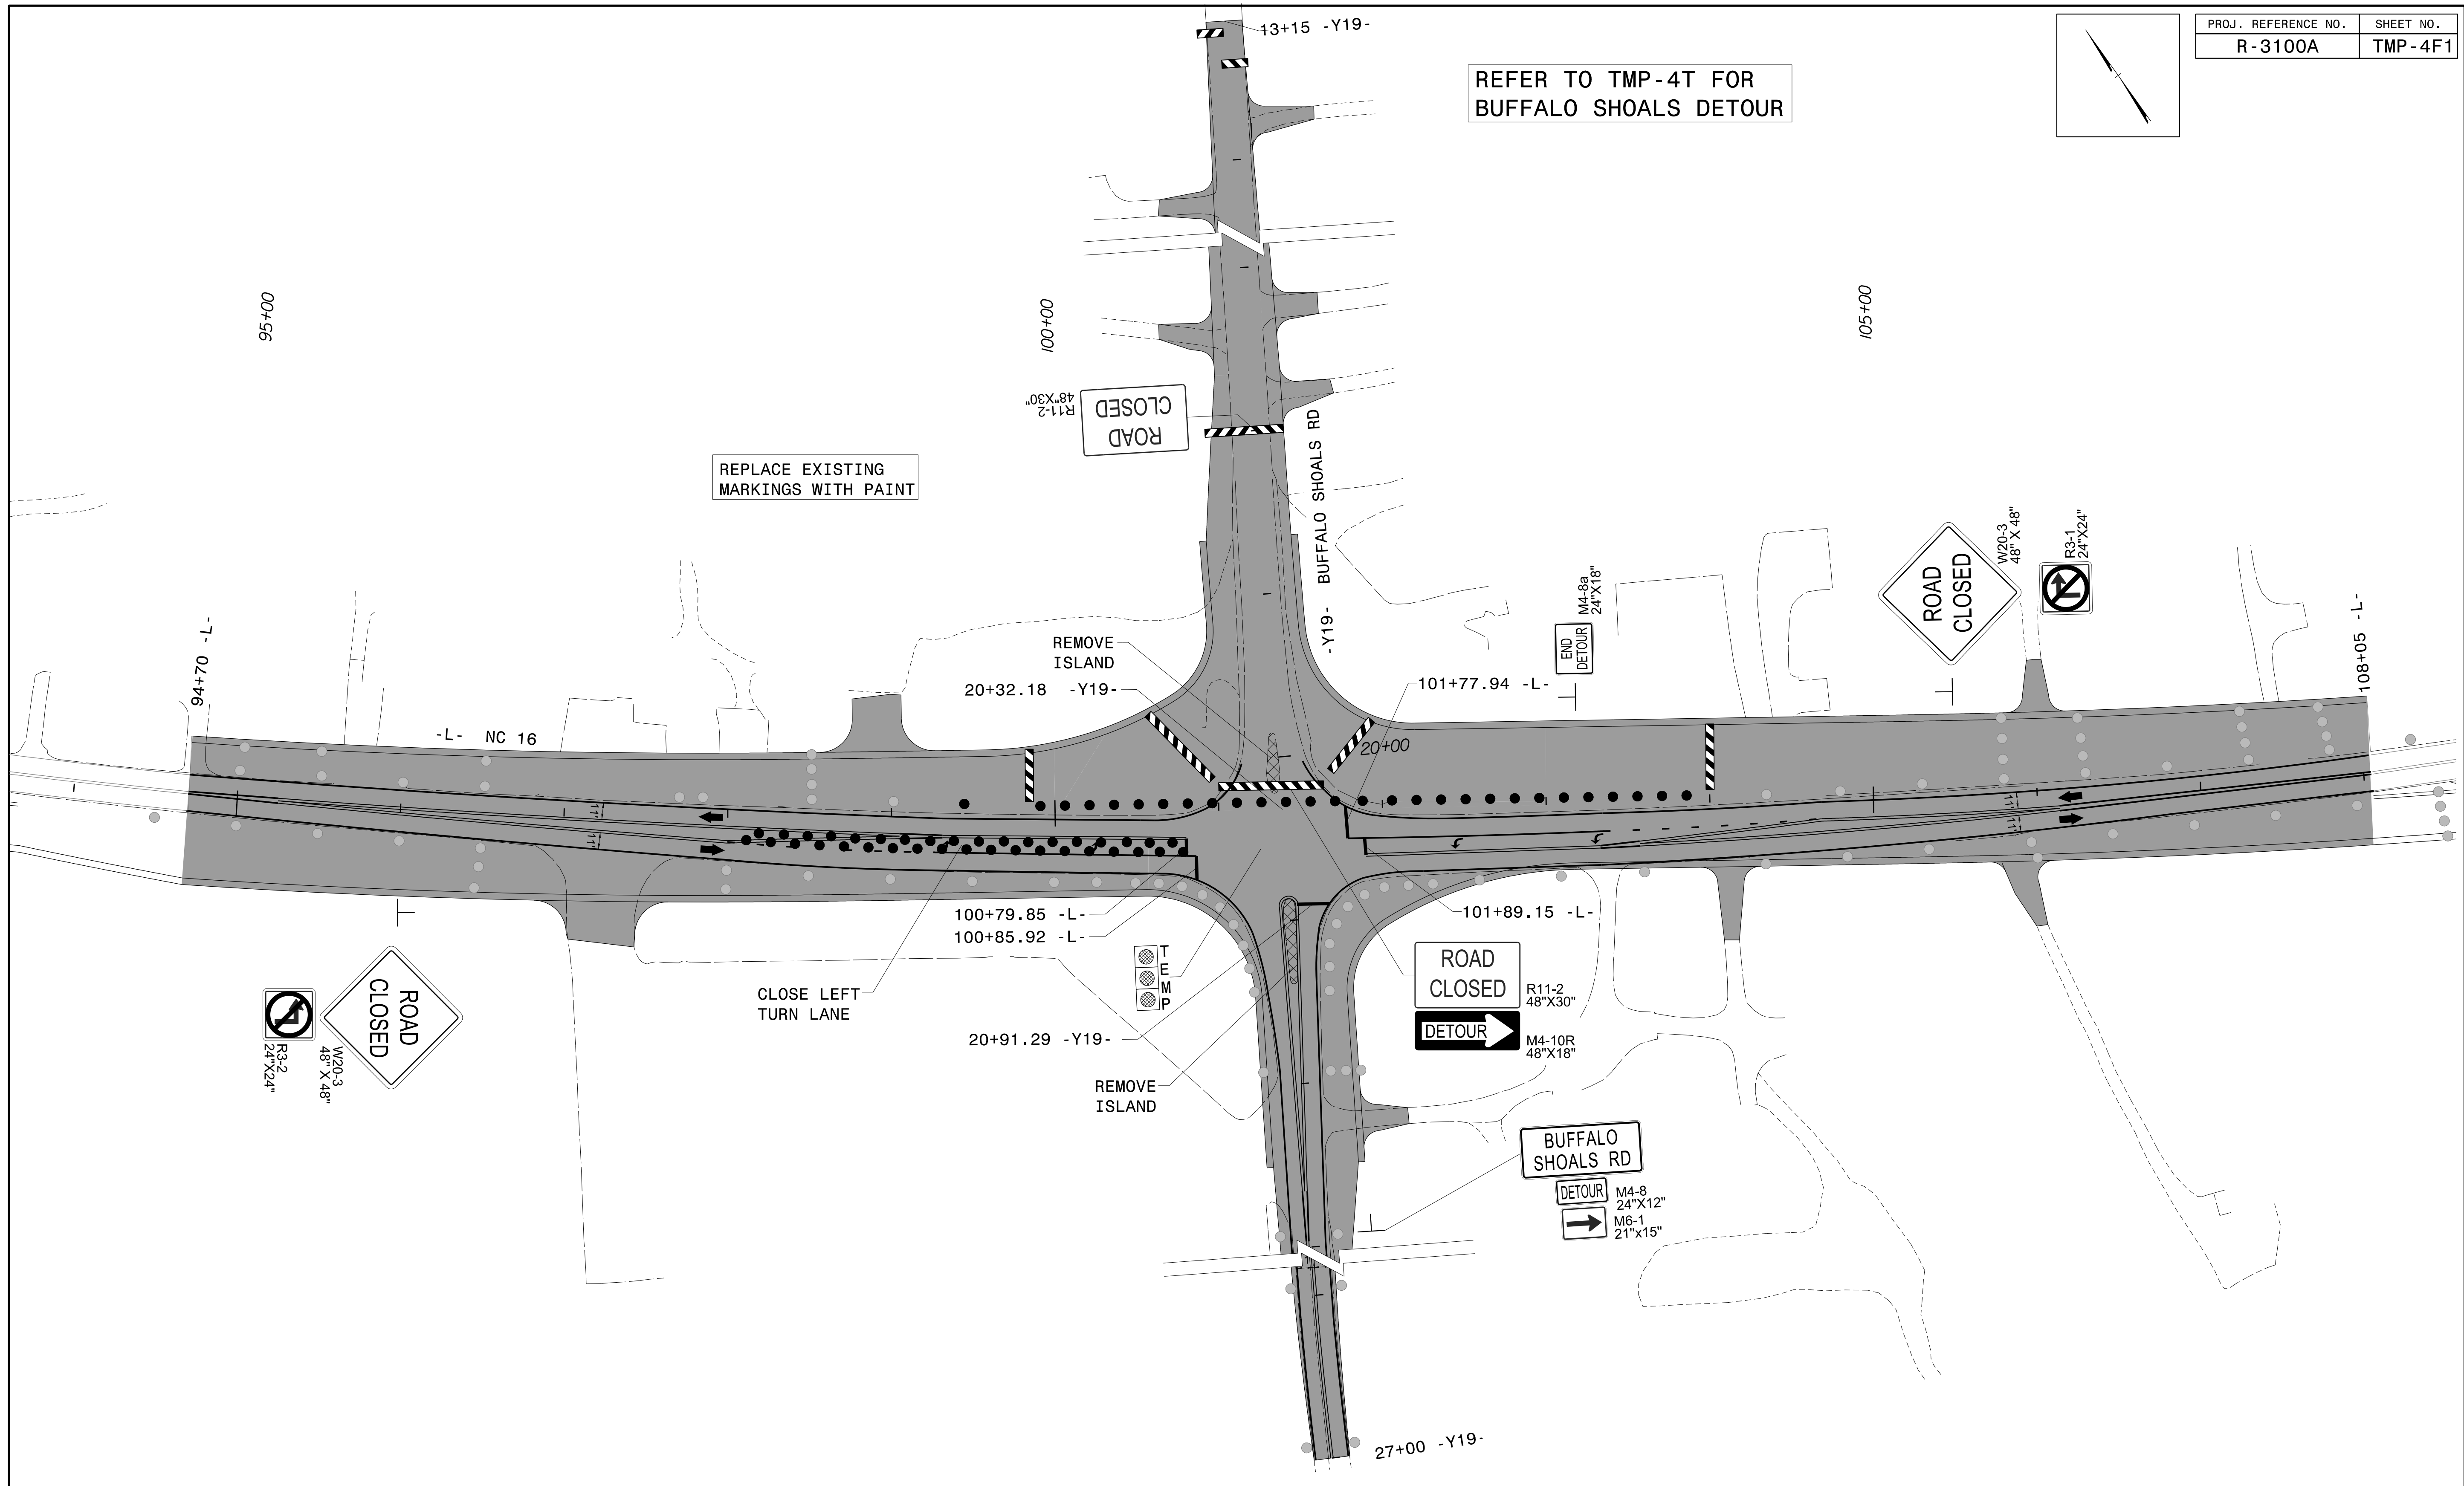 13+15 -Y19-
REFER TO TMP-4T FOR
BUFFALO SHOALS DETOUR
PROJ. REFERENCE NO.
SHEET NO.
R-3100A
TMP-4F1
95+00
100+00
105+00
ROAD
CLOSED
R11-2
48"X30"
REPLACE EXISTING
MARKINGS WITH PAINT
-Y19- BUFFALO SHOALS RD
M4-8a
24"X18"
END
DETOUR
ROAD
CLOSED
W20-3
48" X 48"
R3-1
24"X24"
94+70 -L-
108+05 -L-
-L- NC 16
REMOVE
ISLAND
20+32.18 -Y19-
101+77.94 -L-
20+00
11'
11'
11'
11'
100+79.85 -L-
100+85.92 -L-
101+89.15 -L-
CLOSE LEFT
TURN LANE
T
E
M
P
20+91.29 -Y19-
REMOVE
ISLAND
ROAD
CLOSED
R11-2
48"X30"
DETOUR
M4-10R
48"X18"
ROAD
CLOSED
W20-3
48" X 48"
R3-2
24"X24"
BUFFALO
SHOALS RD
DETOUR
M4-8
24"X12"
M6-1
21"x15"
27+00 -Y19-